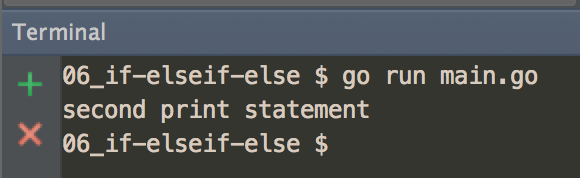 Terminal
06_if-elseif-else $ go run main.go
second print statement
06_if-elseif-else $